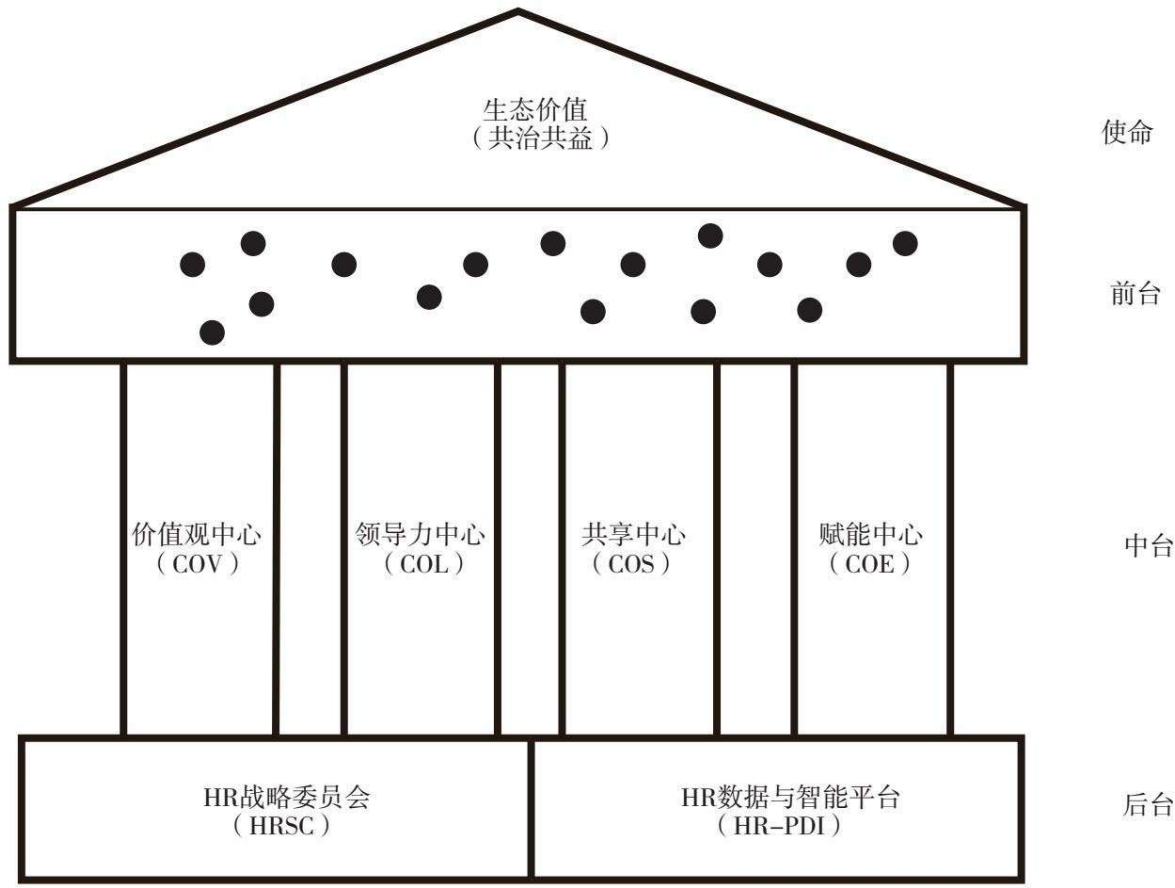 生态价值
（共治共益）
使命
前台
价值观中心
（COV）
领导力中心
（COL）
共享中心
（COS）
赋能中心
（COE）
中台
HR战略委员会
（HRSC）
HR数据与智能平台
（HR-PDI）
后台